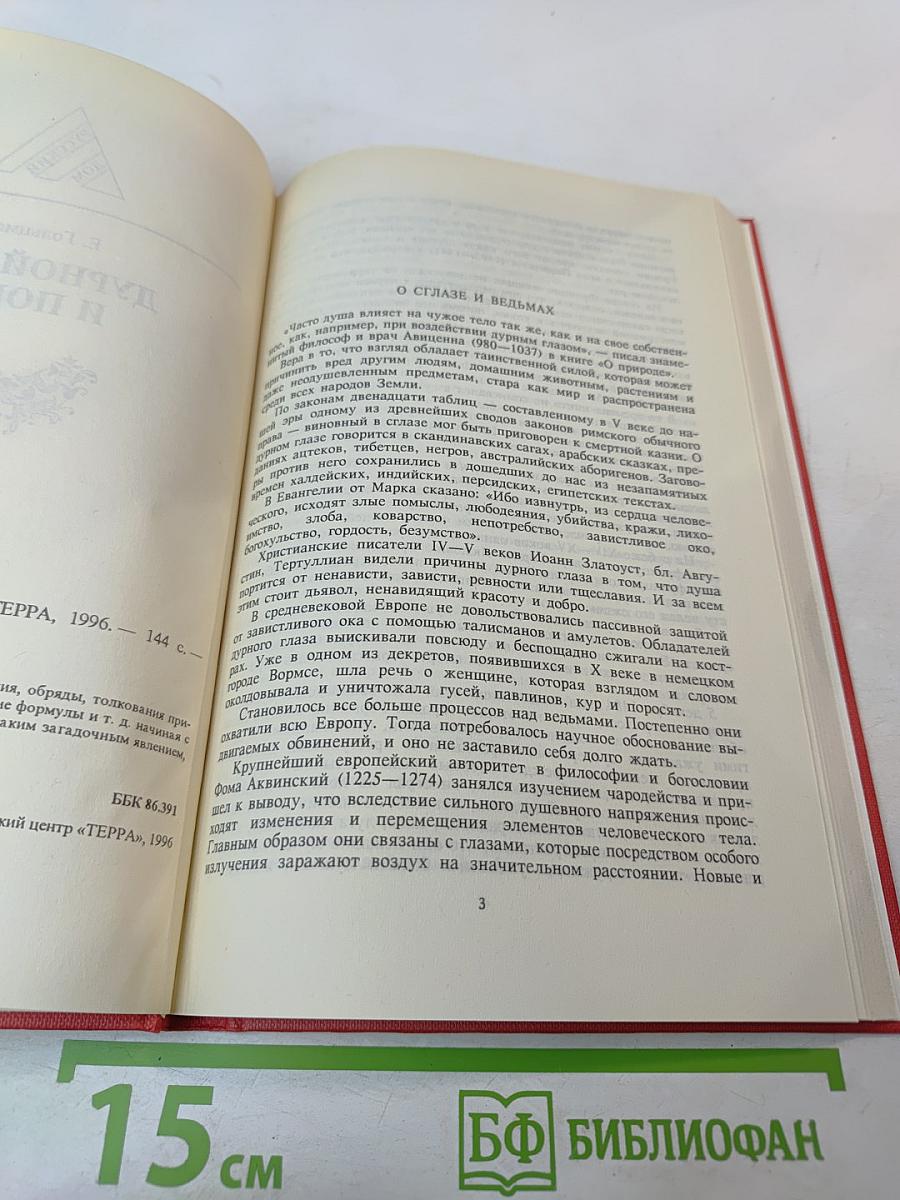 ТЕРРА, 1996. — 144 с. —
ия, обряды, толкования при-
ие формулы и т. д. начиная с
аким загадочным явлением,
ББК 86.391
кий центр «ТЕРРА», 1996
О СГЛАЗЕ И ВЕДЬМАХ
«Часто душа влияет на чужое тело так же, как и на свое собствен-
ное, как, например, при воздействии дурным глазом», — писал знаме-
нитый философ и врач Авиценна (980—1037) в книге «О природе».
Вера в то, что взгляд обладает таинственной силой, которая может
причинить вред другим людям, домашним животным, растениям и
даже неодушевленным предметам, стара как мир и распространена
среди всех народов Земли.
По законам двенадцати таблиц — составленному в V веке до на-
шей эры одному из древнейших сводов законов римского обычного
права — виновный в сглазе мог быть приговорен к смертной казни. О
дурном глазе говорится в скандинавских сагах, арабских сказках, пре-
даниях ацтеков, тибетцев, негров, австралийских аборигенов. Загово-
ры против него сохранились в дошедших до нас из незапамятных
времен халдейских, индийских, персидских, египетских текстах.
В Евангелии от Марка сказано: «Ибо извнутрь, из сердца челове-
ческого, исходят злые помыслы, любодеяния, убийства, кражи, лихо-
имство, злоба, коварство, непотребство, завистливое око,
богохульство, гордость, безумство».
Христианские писатели IV—V веков Иоанн Златоуст, бл. Авгу-
стин, Тертуллиан видели причины дурного глаза в том, что душа
портится от ненависти, зависти, ревности или тщеславия. И за всем
этим стоит дьявол, ненавидящий красоту и добро.
В средневековой Европе не довольствовались пассивной защитой
от завистливого ока с помощью талисманов и амулетов. Обладателей
дурного глаза выискивали повсюду и беспощадно сжигали на кост-
рах. Уже в одном из декретов, появившихся в X веке в немецком
городе Вормсе, шла речь о женщине, которая взглядом и словом
околдовывала и уничтожала гусей, павлинов, кур и поросят.
Становилось все больше процессов над ведьмами. Постепенно они
охватили всю Европу. Тогда потребовалось научное обоснование вы-
двигаемых обвинений, и оно не заставило себя долго ждать.
Крупнейший европейский авторитет в философии и богословии
Фома Аквинский (1225—1274) занялся изучением чародейства и при-
шел к выводу, что вследствие сильного душевного напряжения проис-
ходят изменения и перемещения элементов человеческого тела.
Главным образом они связаны с глазами, которые посредством особого
излучения заражают воздух на значительном расстоянии. Новые и
3
15 см
БФ БИБЛИОФАН